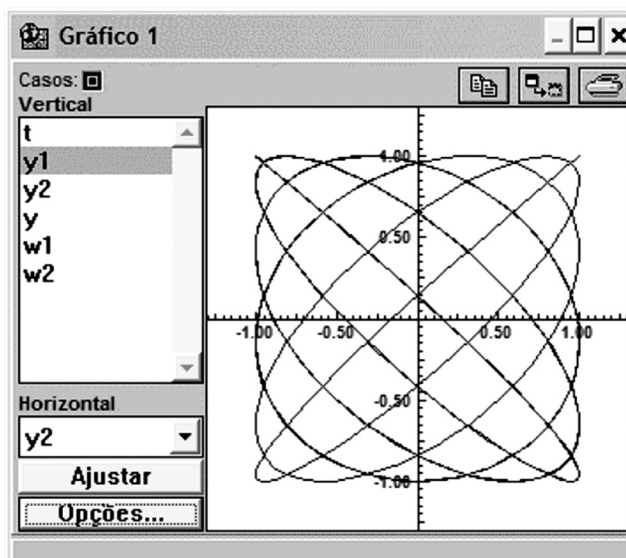 Gráfico 1
Casos:
Vertical
t
y1
y2
y
w1
w2
Horizontal
y2
Ajustar
Opções...
1.00
0.50
-1.00 -0.50 0.50 1.00
-0.50
-1.00